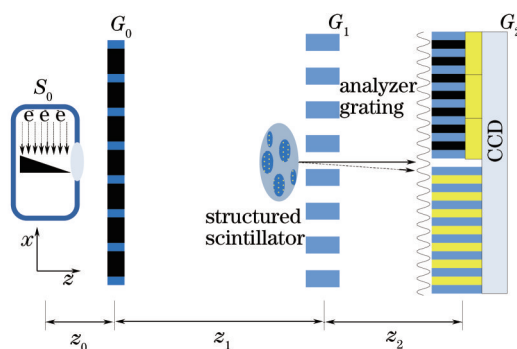 G₀
G₁
G₂
S₀
e e e
analyzer
grating
CCD
structured
scintillator
x
z
z₀
z₁
z₂